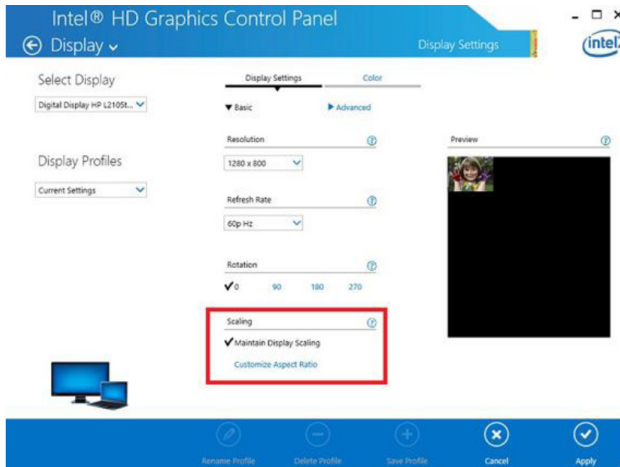 Intel® HD Graphics Control Panel
Display
Display Settings
intel
Select Display
Digital Display HP L2105t...
Display Profiles
Current Settings
Display Settings
Color
Basic
Advanced
Resolution
1280 x 800
Refresh Rate
60p Hz
Rotation
0 90 180 270
Scaling
Maintain Display Scaling
Customize Aspect Ratio
Preview
Rename Profile
Delete Profile
Save Profile
Cancel
Apply